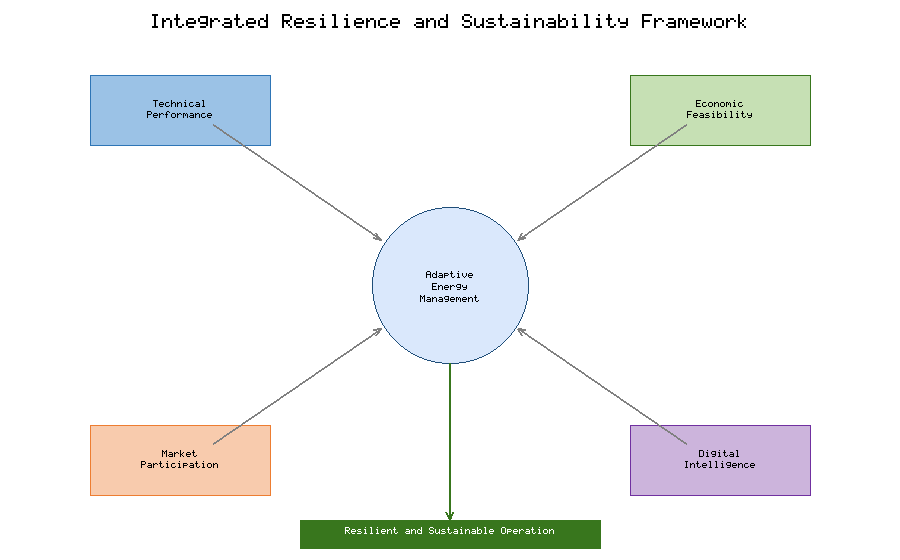 Integrated Resilience and Sustainability Framework
Technical
Performance
Economic
Feasibility
Adaptive
Energy
Management
Market
Participation
Digital
Intelligence
Resilient and Sustainable Operation